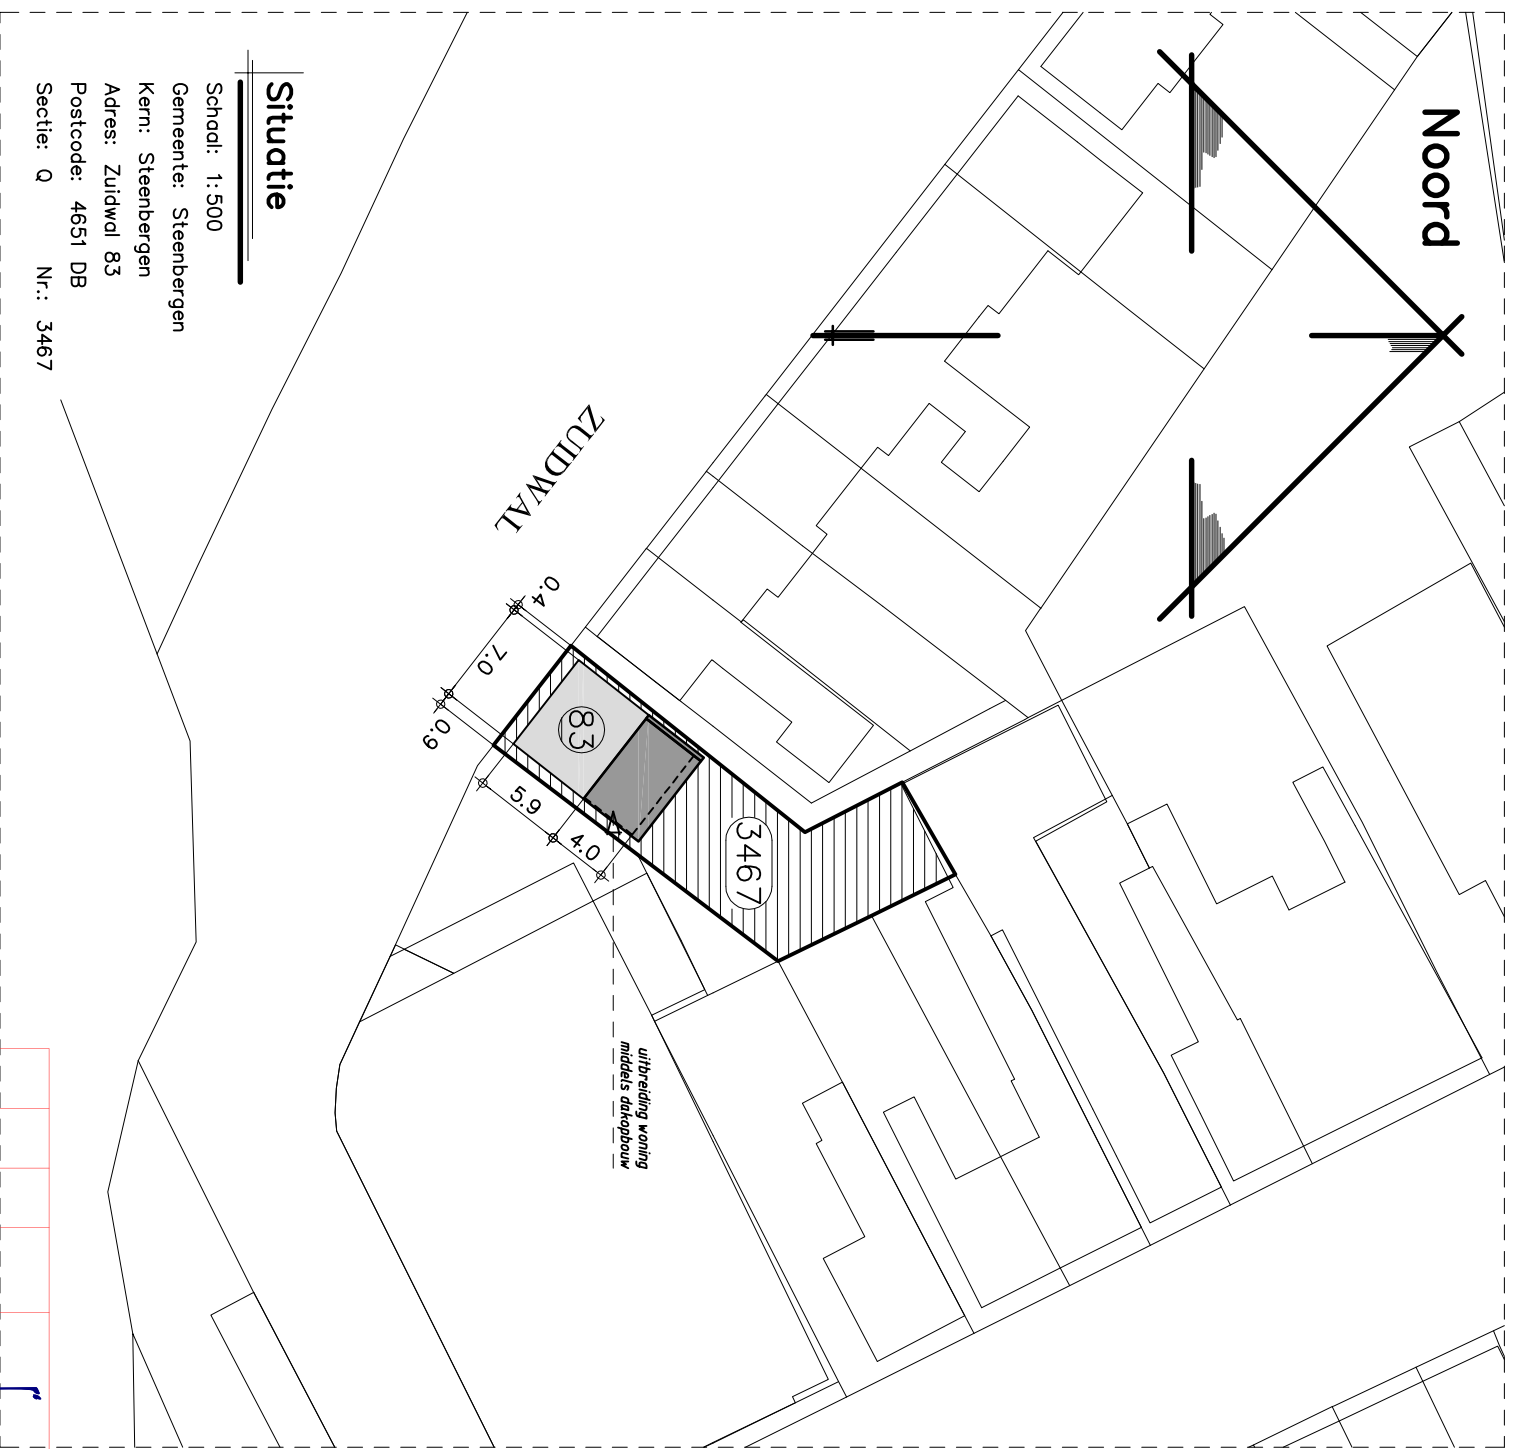 Noord
Situatie
Schaal: 1:500
Gemeente: Steenbergen
Kern: Steenbergen
Adres: Zuidwal 83
Postcode: 4651 DB
Sectie: Q Nr.: 3467
ZUIDWAL
0.4
7.0
0.9
5.9
4.0
83
3467
uitbreiding woning
middels dakopbouw